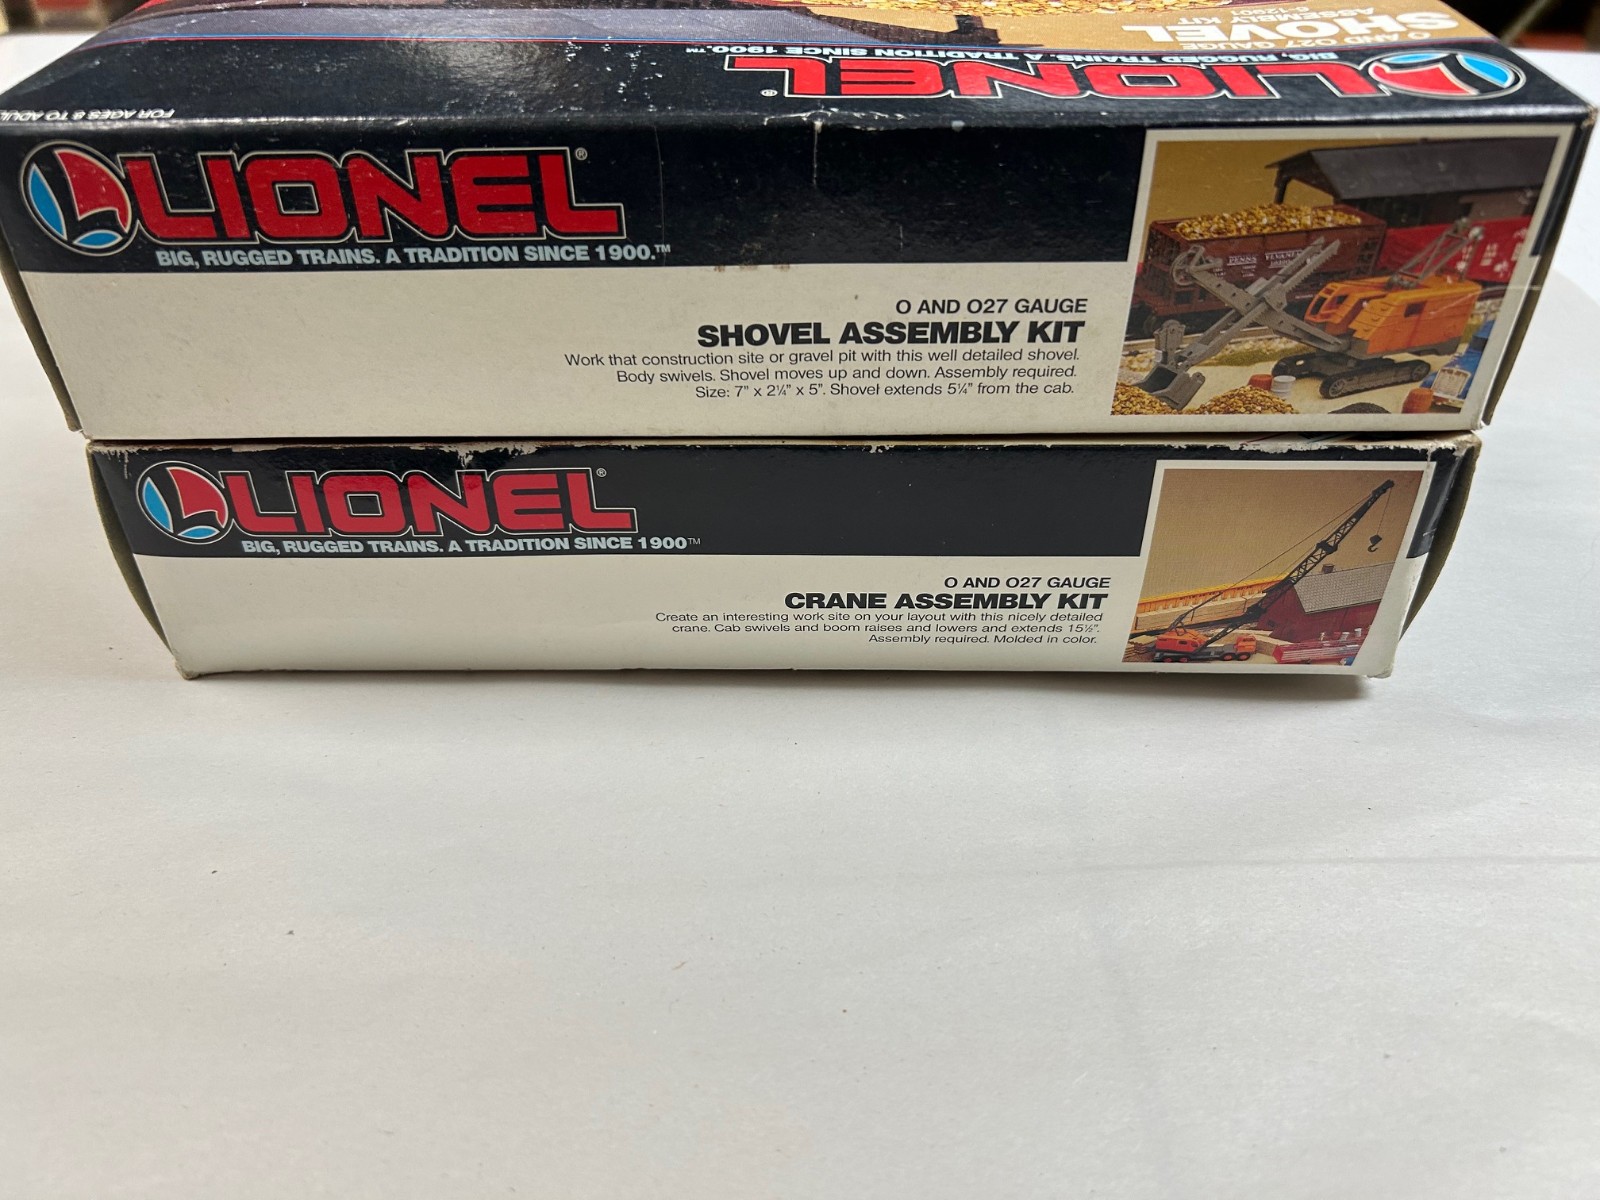 SHOVEL
ASSEMBLY KIT
O AND O27 GAUGE
LIONEL®
BIG, RUGGED TRAINS. A TRADITION SINCE 1900.™
FOR AGES 8 TO ADULT
LIONEL®
BIG, RUGGED TRAINS. A TRADITION SINCE 1900.™
O AND O27 GAUGE
SHOVEL ASSEMBLY KIT
Work that construction site or gravel pit with this well detailed shovel.
Body swivels. Shovel moves up and down. Assembly required.
Size: 7" x 2¼" x 5". Shovel extends 5¼" from the cab.
PENNSYLVANIA
LIONEL®
BIG, RUGGED TRAINS. A TRADITION SINCE 1900™
O AND O27 GAUGE
CRANE ASSEMBLY KIT
Create an interesting work site on your layout with this nicely detailed
crane. Cab swivels and boom raises and lowers and extends 15½".
Assembly required. Molded in color.